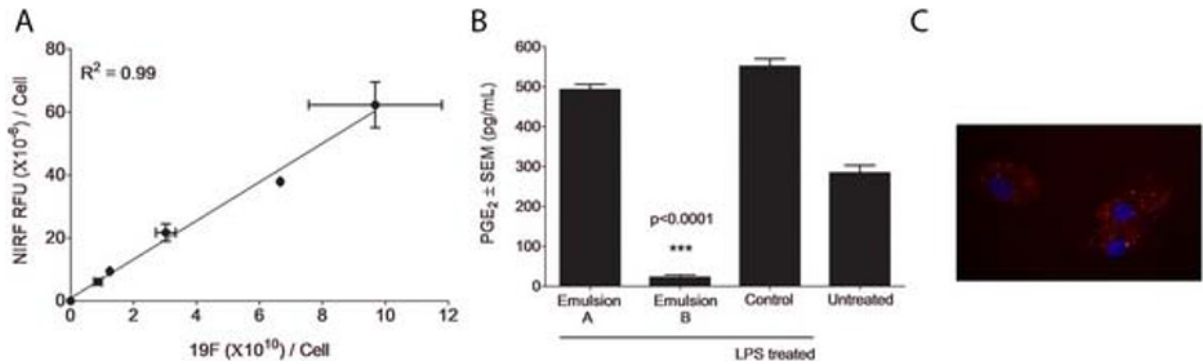 A
80
R² = 0.99
60
40
20
0
NIRF RFU (X10⁻⁸) / Cell
0 2 4 6 8 10 12
19F (X10¹⁰) / Cell
B
600
500
400
300
200
100
0
PGE₂ ± SEM (pg/mL)
p<0.0001
***
Emulsion A
Emulsion B
Control
Untreated
LPS treated
C